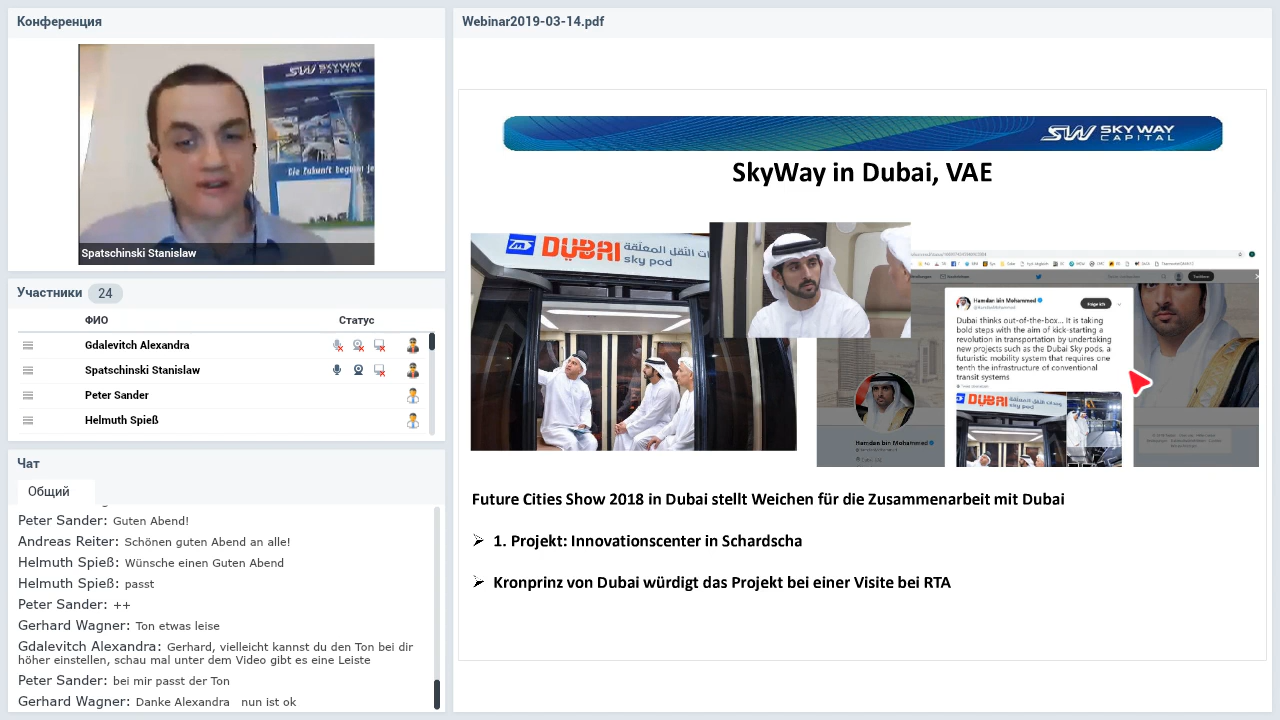 Конференция
SW SKYWAY
CAPITAL
Die Zukunft beginnt je
Spatschinski Stanislaw
Участники 24
ФИО Статус
Gdalevitch Alexandra
Spatschinski Stanislaw
Peter Sander
Helmuth Spieß
Чат
Общий
Peter Sander: Guten Abend!
Andreas Reiter: Schönen guten Abend an alle!
Helmuth Spieß: Wünsche einen Guten Abend
Helmuth Spieß: passt
Peter Sander: ++
Gerhard Wagner: Ton etwas leise
Gdalevitch Alexandra: Gerhard, vielleicht kannst du den Ton bei dir
höher einstellen, schau mal unter dem Video gibt es eine Leiste
Peter Sander: bei mir passt der Ton
Gerhard Wagner: Danke Alexandra nun ist ok
Webinar2019-03-14.pdf
SW SKYWAY
CAPITAL
SkyWay in Dubai, VAE
DUBAI معلقة
sky pod
Hamdan bin Mohammed
Dubai thinks out-of-the-box... It is taking
bold steps with the aim of kick-starting a
revolution in transportation by undertaking
new projects such as the Dubai Sky pods, a
futuristic mobility system that requires one
tenth the infrastructure of conventional
transit systems
DUBAI
sky pod
Hamdan bin Mohammed
Future Cities Show 2018 in Dubai stellt Weichen für die Zusammenarbeit mit Dubai
➢ 1. Projekt: Innovationscenter in Schardscha
➢ Kronprinz von Dubai würdigt das Projekt bei einer Visite bei RTA